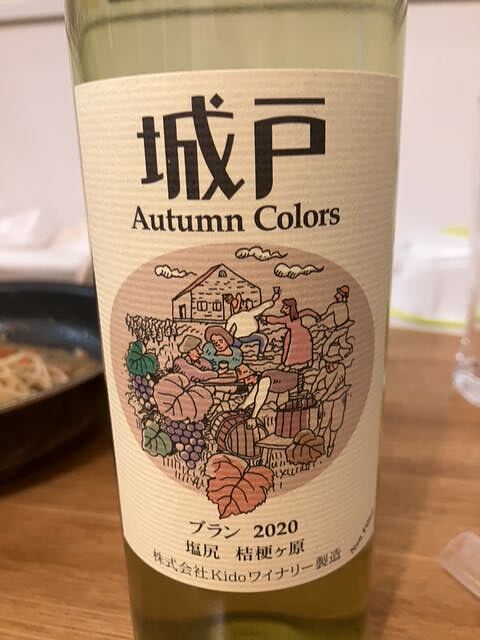 城戸
Autumn Colors
ブラン 2020
塩尻 桔梗ヶ原
株式会社Kidoワイナリー製造